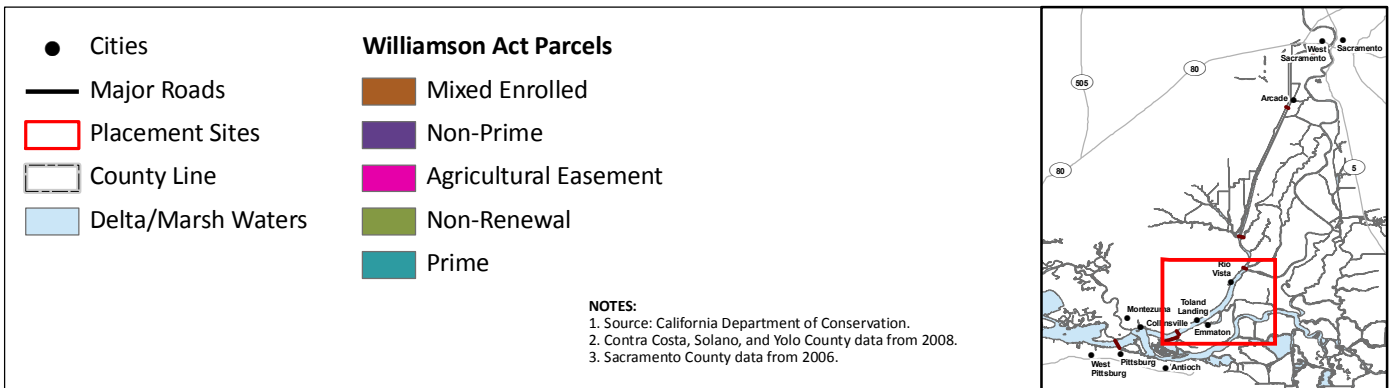 Cities
Major Roads
Placement Sites
County Line
Delta/Marsh Waters
Williamson Act Parcels
Mixed Enrolled
Non-Prime
Agricultural Easement
Non-Renewal
Prime
NOTES:
1. Source: California Department of Conservation.
2. Contra Costa, Solano, and Yolo County data from 2008.
3. Sacramento County data from 2006.
West
Sacramento
Sacramento
80
505
Arcade
80
5
Rio
Vista
Montezuma
Toland
Landing
Collinsville
Emmaton
West
Pittsburg
Pittsburg
Antioch